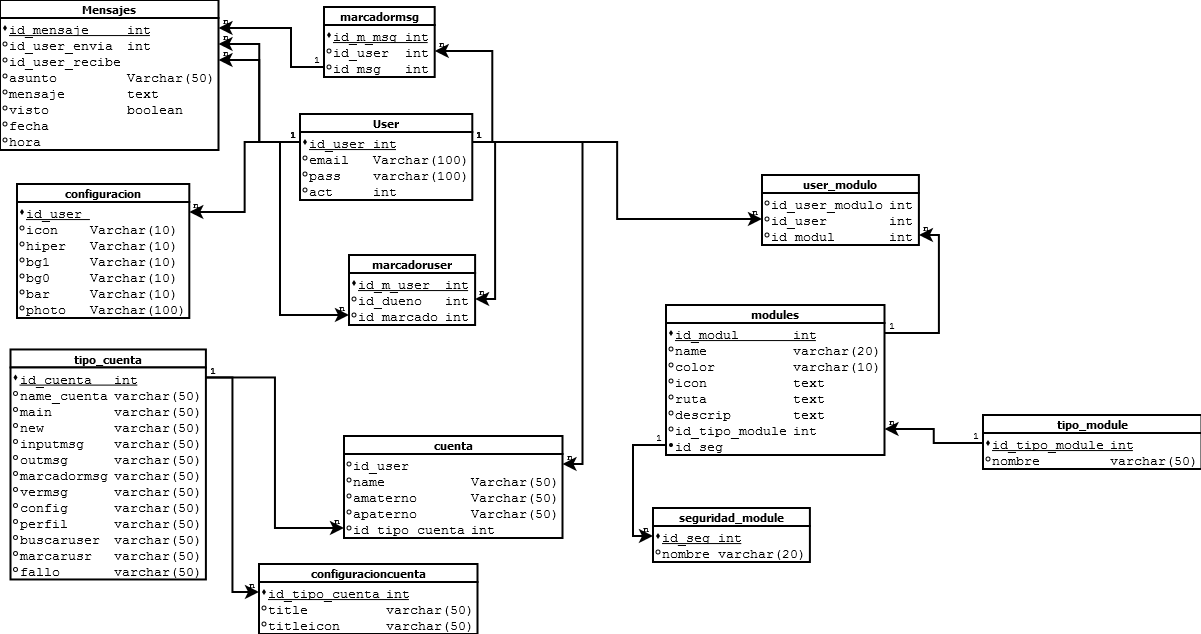 Mensajes
id_mensaje int
id_user_envia int
id_user_recibe
asunto Varchar(50)
mensaje text
visto boolean
fecha
hora
marcadormsg
id_m_msg int
id_user int
id_msg int
n
n
n
n
1
User
id_user int
email Varchar(100)
pass varchar(100)
act int
1
1
configuracion
id_user
icon Varchar(10)
hiper Varchar(10)
bg1 Varchar(10)
bg0 Varchar(10)
bar Varchar(10)
photo Varchar(100)
n
marcadoruser
id_m_user int
id_dueno int
id_marcado int
n
n
user_modulo
id_user_modulo int
id_user int
id_modul int
n
n
modules
id_modul int
name varchar(20)
color varchar(10)
icon text
ruta text
descrip text
id_tipo_module int
id_seg
1
n
1
tipo_module
id_tipo_module int
nombre varchar(50)
1
tipo_cuenta
id_cuenta int
name_cuenta varchar(50)
main varchar(50)
new varchar(50)
inputmsg varchar(50)
outmsg varchar(50)
marcadormsg varchar(50)
vermsg varchar(50)
config varchar(50)
perfil varchar(50)
buscaruser varchar(50)
marcarusr varchar(50)
fallo varchar(50)
1
cuenta
id_user
name Varchar(50)
amaterno Varchar(50)
apaterno Varchar(50)
id_tipo_cuenta int
n
n
seguridad_module
id_seg int
nombre varchar(20)
n
configuracioncuenta
id_tipo_cuenta int
title varchar(50)
titleicon varchar(50)
n